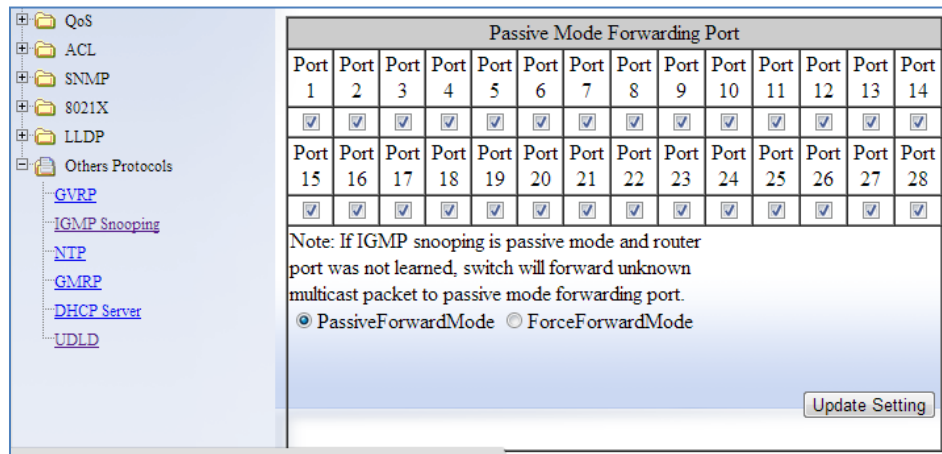 QoS
ACL
SNMP
8021X
LLDP
Others Protocols
GVRP
IGMP Snooping
NTP
GMRP
DHCP Server
UDLD
Passive Mode Forwarding Port
Port 1 Port 2 Port 3 Port 4 Port 5 Port 6 Port 7 Port 8 Port 9 Port 10 Port 11 Port 12 Port 13 Port 14
Port 15 Port 16 Port 17 Port 18 Port 19 Port 20 Port 21 Port 22 Port 23 Port 24 Port 25 Port 26 Port 27 Port 28
Note: If IGMP snooping is passive mode and router
port was not learned, switch will forward unknown
multicast packet to passive mode forwarding port.
PassiveForwardMode ForceForwardMode
Update Setting